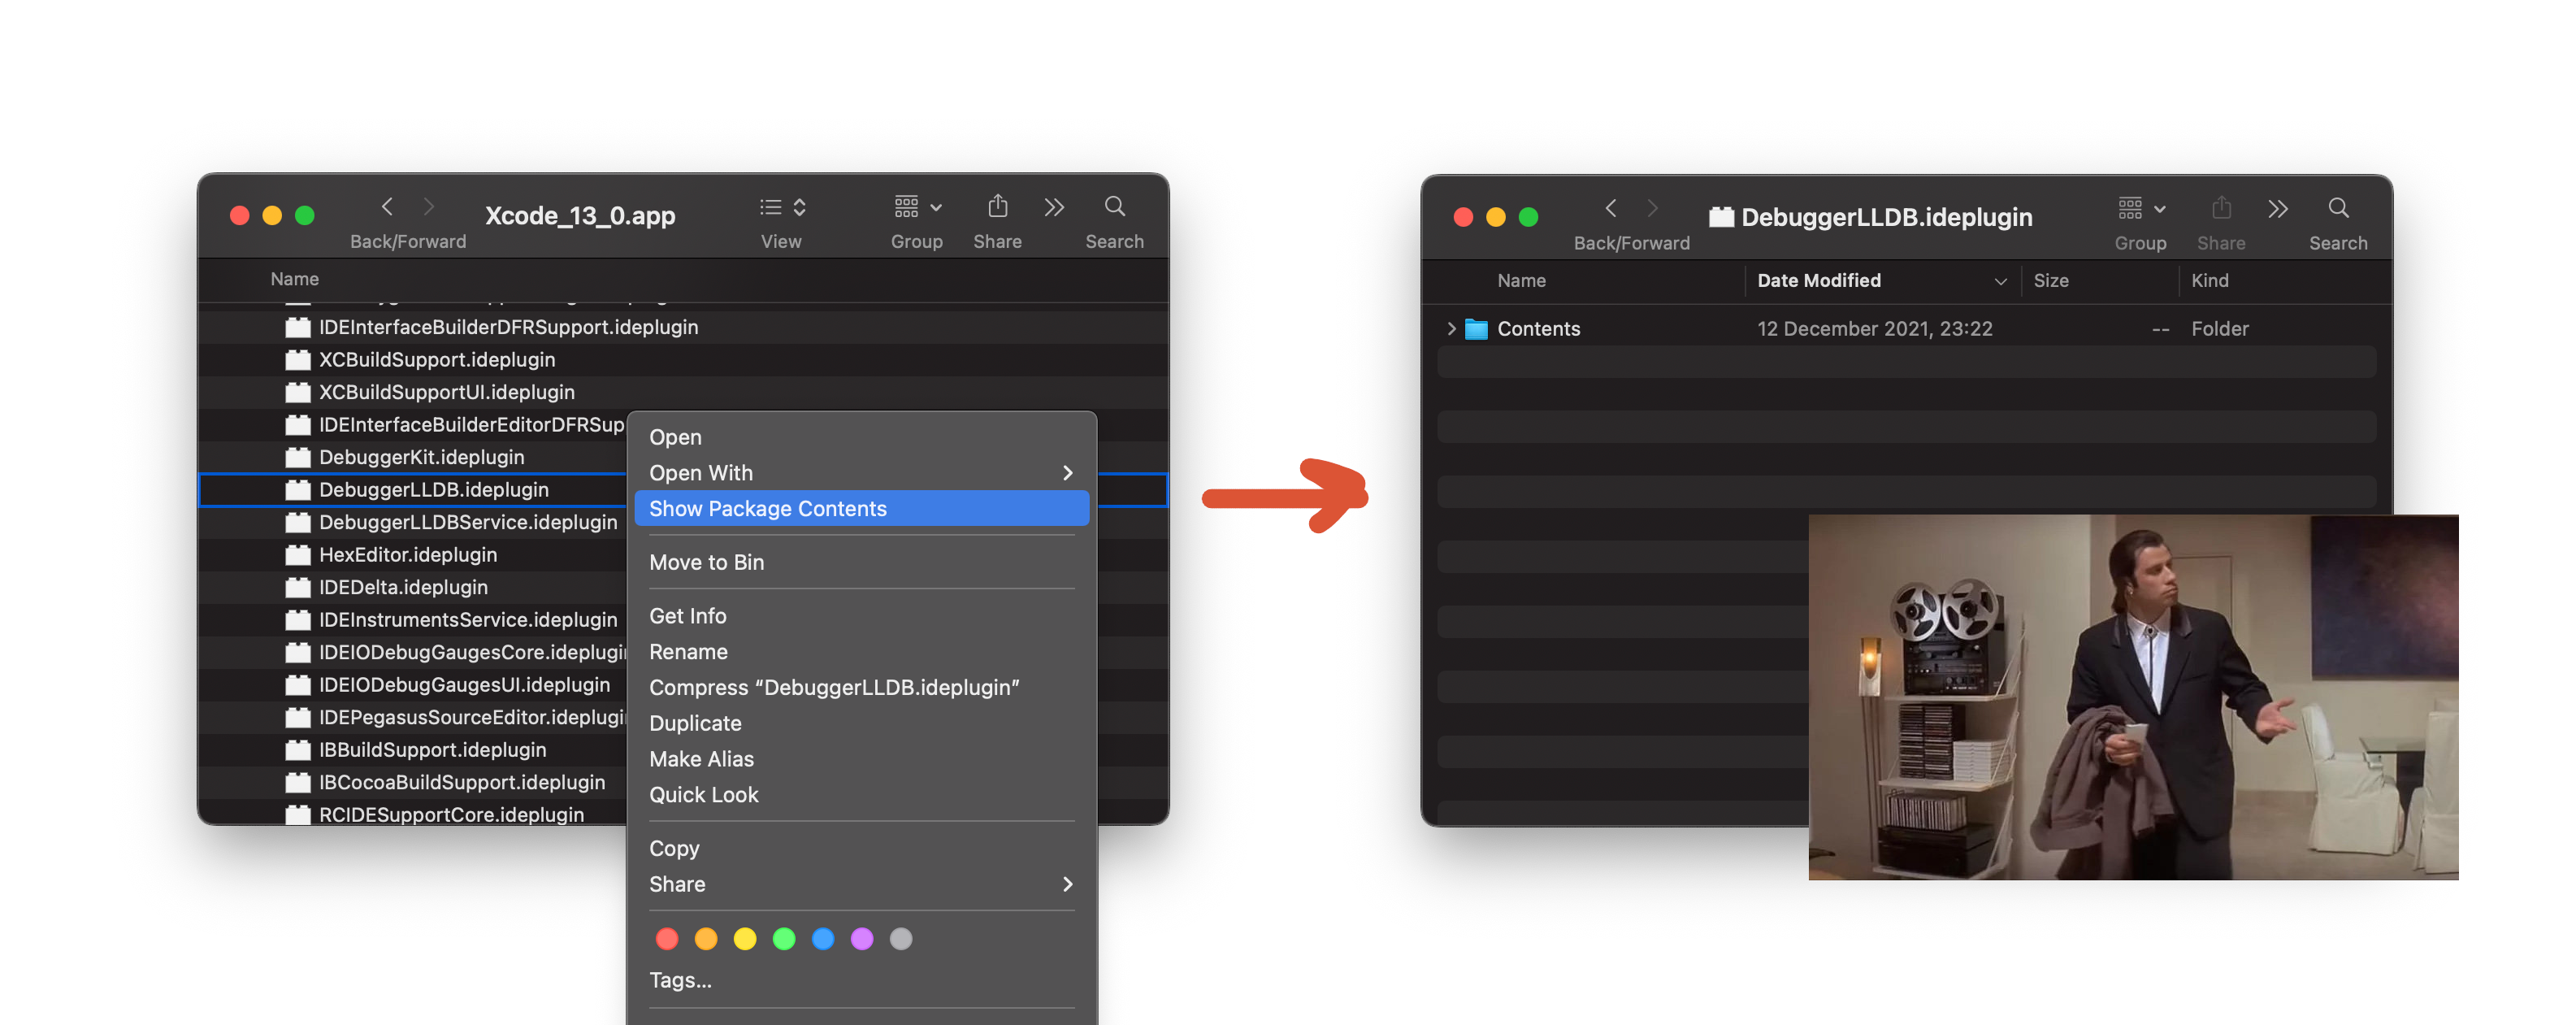 Xcode_13_0.app
Back/Forward
View
Group
Share
Search
Name
IDEInterfaceBuilderDFRSupport.ideplugin
XCBuildSupport.ideplugin
XCBuildSupportUI.ideplugin
IDEInterfaceBuilderEditorDFRSup
DebuggerKit.ideplugin
DebuggerLLDB.ideplugin
DebuggerLLDBService.ideplugin
HexEditor.ideplugin
IDEDelta.ideplugin
IDEInstrumentsService.ideplugin
IDEIODebugGaugesCore.ideplugi
IDEIODebugGaugesUI.ideplugin
IDEPegasusSourceEditor.ideplugi
IBBuildSupport.ideplugin
IBCocoaBuildSupport.ideplugin
RCIDESupportCore.ideplugin
Open
Open With
Show Package Contents
Move to Bin
Get Info
Rename
Compress “DebuggerLLDB.ideplugin”
Duplicate
Make Alias
Quick Look
Copy
Share
Tags...
DebuggerLLDB.ideplugin
Back/Forward
Group
Share
Search
Name Date Modified Size Kind
Contents 12 December 2021, 23:22 -- Folder